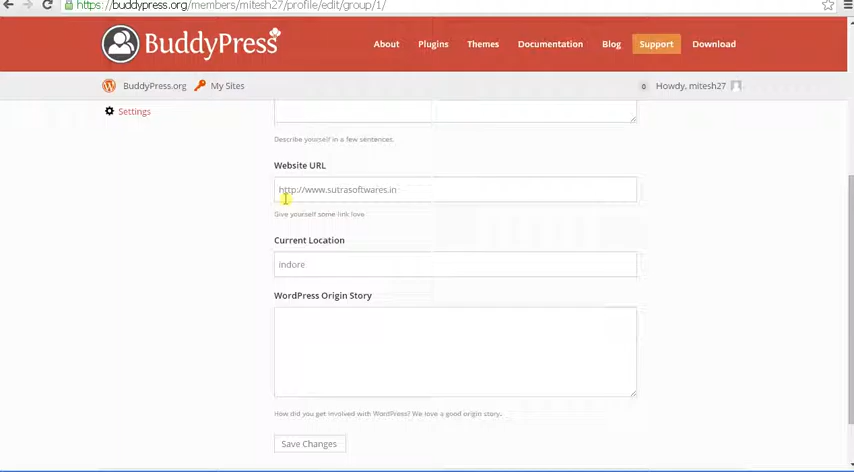 https://buddypress.org/members/mitesh27/profile/edit/group/1/
BuddyPress
About Plugins Themes Documentation Blog Support Download
BuddyPress.org My Sites 0 Howdy, mitesh27
Settings
Describe yourself in a few sentences.
Website URL
http://www.sutrasoftwares.in
Give yourself some link love
Current Location
indore
WordPress Origin Story
How did you get involved with WordPress? We love a good origin story.
Save Changes